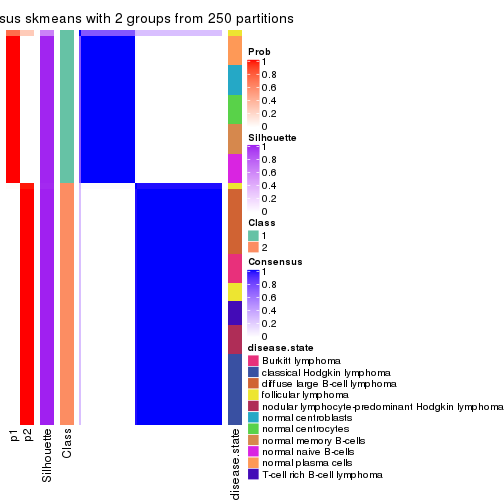 sus skmeans with 2 groups from 250 partitions
Prob
1
0.8
0.6
0.4
0.2
0
Silhouette
1
0.8
0.6
0.4
0.2
0
Class
1
2
Consensus
1
0.8
0.6
0.4
0.2
0
disease.state
Burkitt lymphoma
classical Hodgkin lymphoma
diffuse large B-cell lymphoma
follicular lymphoma
nodular lymphocyte-predominant Hodgkin lymphoma
normal centroblasts
normal centrocytes
normal memory B-cells
normal naive B-cells
normal plasma cells
T-cell rich B-cell lymphoma
p1
p2
Silhouette
Class
disease.state